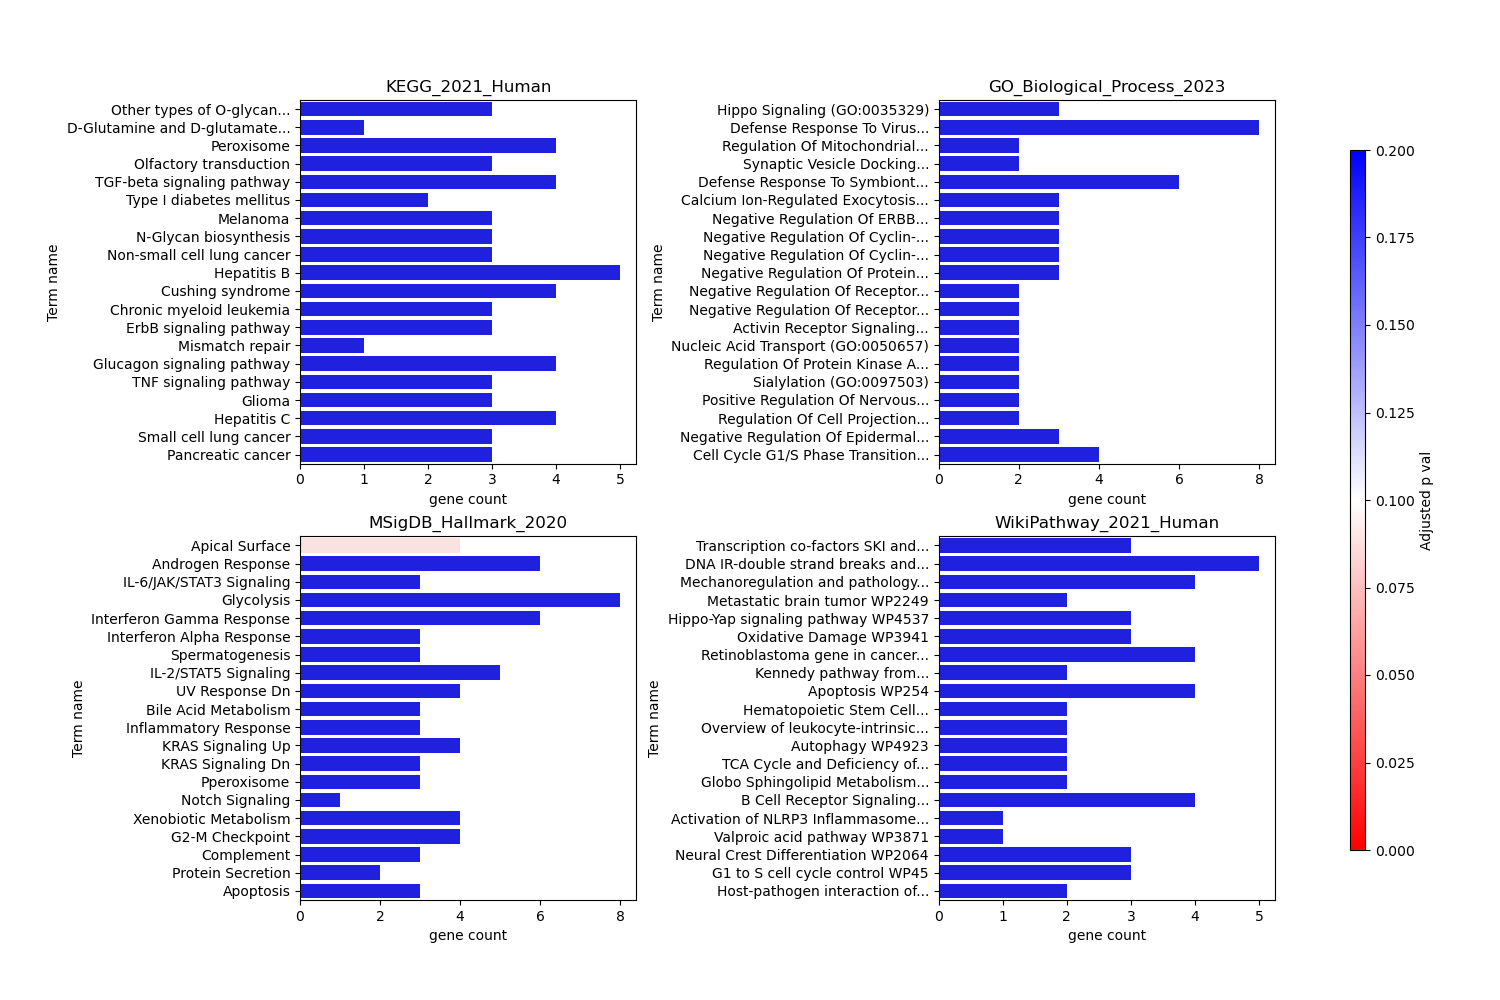 KEGG_2021_Human
Term name
Other types of O-glycan...
D-Glutamine and D-glutamate...
Peroxisome
Olfactory transduction
TGF-beta signaling pathway
Type I diabetes mellitus
Melanoma
N-Glycan biosynthesis
Non-small cell lung cancer
Hepatitis B
Cushing syndrome
Chronic myeloid leukemia
ErbB signaling pathway
Mismatch repair
Glucagon signaling pathway
TNF signaling pathway
Glioma
Hepatitis C
Small cell lung cancer
Pancreatic cancer
0 1 2 3 4 5
gene count
GO_Biological_Process_2023
Term name
Hippo Signaling (GO:0035329)
Defense Response To Virus...
Regulation Of Mitochondrial...
Synaptic Vesicle Docking...
Defense Response To Symbiont...
Calcium Ion-Regulated Exocytosis...
Negative Regulation Of ERBB...
Negative Regulation Of Cyclin-...
Negative Regulation Of Cyclin-...
Negative Regulation Of Protein...
Negative Regulation Of Receptor...
Negative Regulation Of Receptor...
Activin Receptor Signaling...
Nucleic Acid Transport (GO:0050657)
Regulation Of Protein Kinase A...
Sialylation (GO:0097503)
Positive Regulation Of Nervous...
Regulation Of Cell Projection...
Negative Regulation Of Epidermal...
Cell Cycle G1/S Phase Transition...
0 2 4 6 8
gene count
MSigDB_Hallmark_2020
Term name
Apical Surface
Androgen Response
IL-6/JAK/STAT3 Signaling
Glycolysis
Interferon Gamma Response
Interferon Alpha Response
Spermatogenesis
IL-2/STAT5 Signaling
UV Response Dn
Bile Acid Metabolism
Inflammatory Response
KRAS Signaling Up
KRAS Signaling Dn
Pperoxisome
Notch Signaling
Xenobiotic Metabolism
G2-M Checkpoint
Complement
Protein Secretion
Apoptosis
0 2 4 6 8
gene count
WikiPathway_2021_Human
Term name
Transcription co-factors SKI and...
DNA IR-double strand breaks and...
Mechanoregulation and pathology...
Metastatic brain tumor WP2249
Hippo-Yap signaling pathway WP4537
Oxidative Damage WP3941
Retinoblastoma gene in cancer...
Kennedy pathway from...
Apoptosis WP254
Hematopoietic Stem Cell...
Overview of leukocyte-intrinsic...
Autophagy WP4923
TCA Cycle and Deficiency of...
Globo Sphingolipid Metabolism...
B Cell Receptor Signaling...
Activation of NLRP3 Inflammasome...
Valproic acid pathway WP3871
Neural Crest Differentiation WP2064
G1 to S cell cycle control WP45
Host-pathogen interaction of...
0 1 2 3 4 5
gene count
0.200
0.175
0.150
0.125
0.100
0.075
0.050
0.025
0.000
Adjusted p val